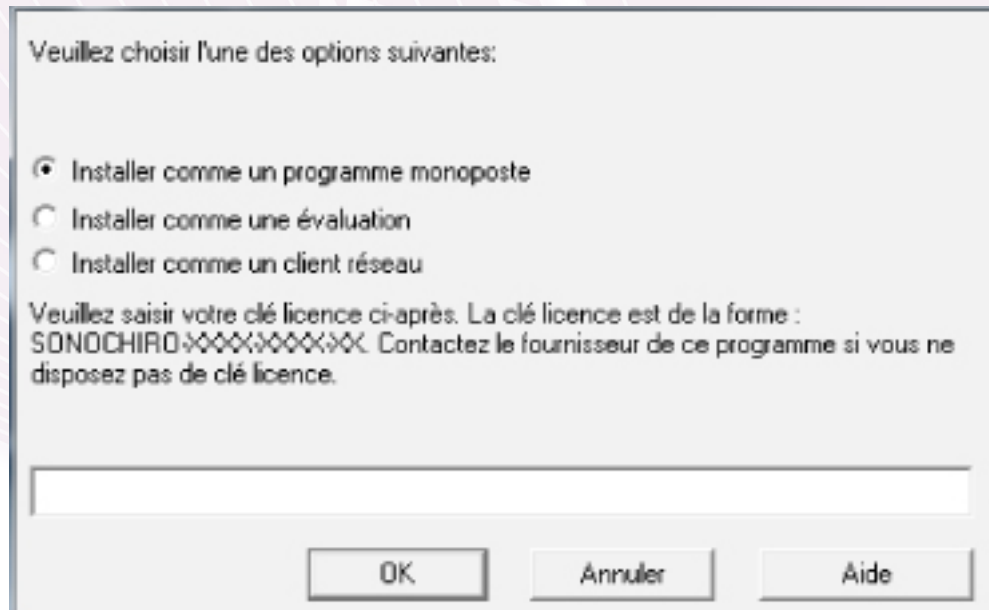 Veuillez choisir l'une des options suivantes:
Installer comme un programme monoposte
Installer comme une évaluation
Installer comme un client réseau
Veuillez saisir votre clé licence ci-après. La clé licence est de la forme :
SONOCHIRO-XXXX-XXXX-XX. Contactez le fournisseur de ce programme si vous ne
disposez pas de clé licence.
OK Annuler Aide